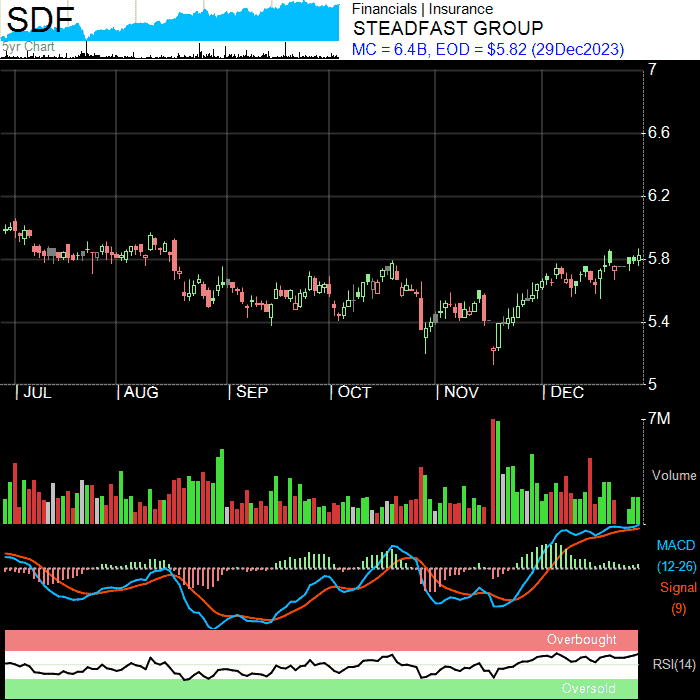 SDF
5yr Chart
Financials | Insurance
STEADFAST GROUP
MC = 6.4B, EOD = $5.82 (29Dec2023)
7
6.6
6.2
5.8
5.4
5
| JUL | AUG | SEP | OCT | NOV | DEC
7M
Volume
MACD
(12-26)
Signal
(9)
Overbought
RSI(14)
Oversold